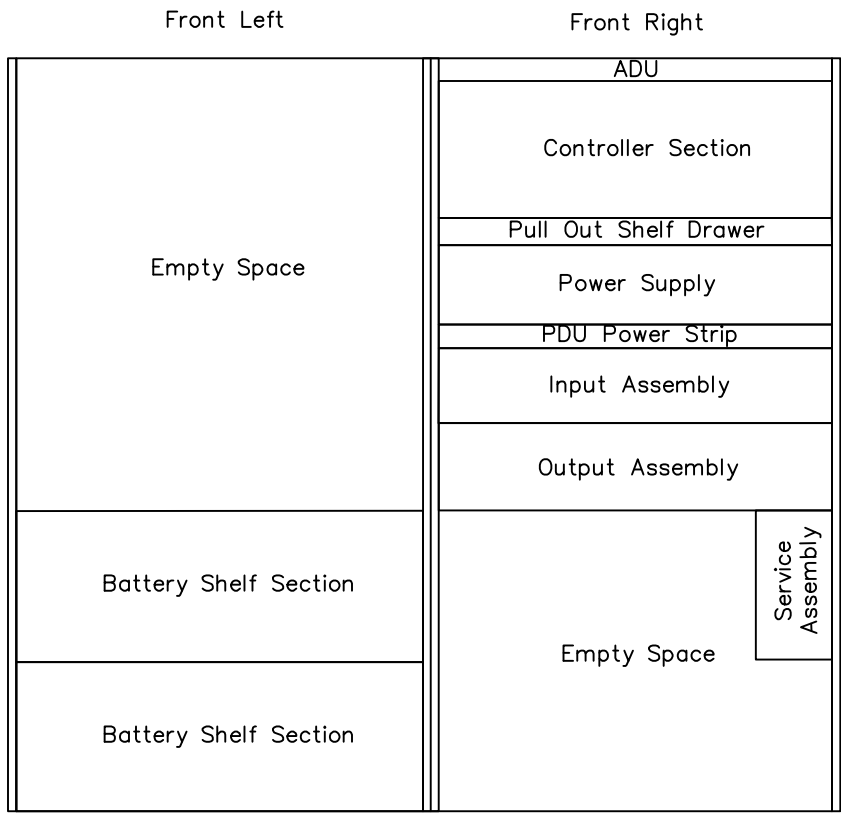 Front Left
Front Right
Empty Space
Battery Shelf Section
Battery Shelf Section
ADU
Controller Section
Pull Out Shelf Drawer
Power Supply
PDU Power Strip
Input Assembly
Output Assembly
Service
Assembly
Empty Space